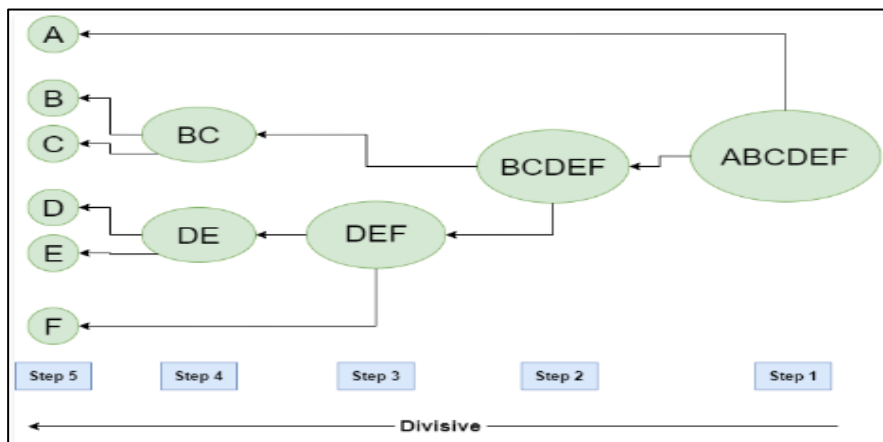 A
B
BC
C
BCDEF
ABCDEF
D
DE
DEF
E
F
Step 5
Step 4
Step 3
Step 2
Step 1
Divisive